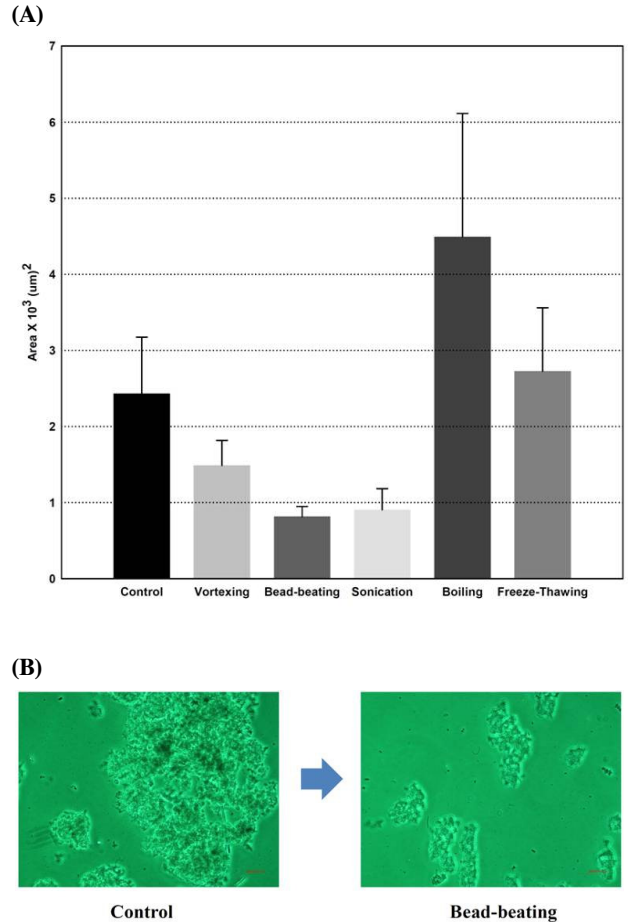 (A)
7
6
5
4
3
2
1
0
Area X 10³ (um)²
Control Vortexing Bead-beating Sonication Boiling Freeze-Thawing
(B)
Control Bead-beating